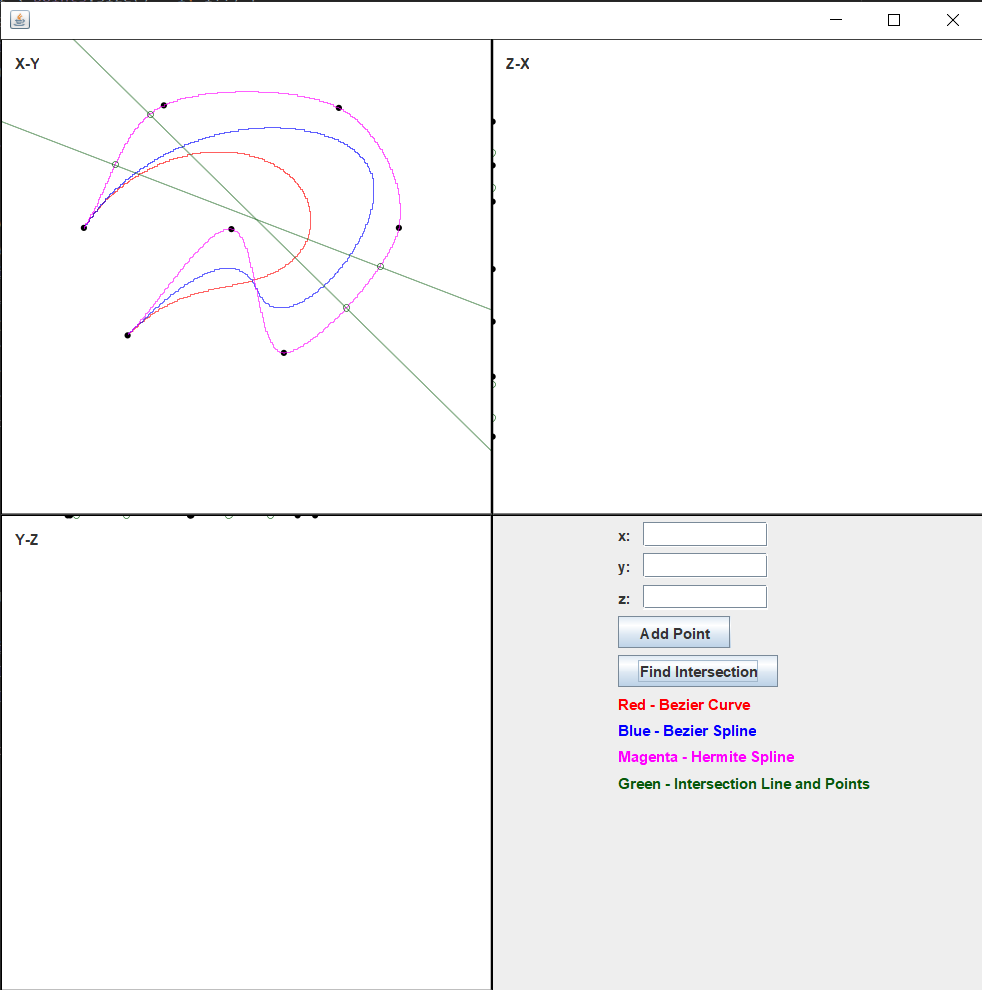 X-Y
Z-X
Y-Z
x:
y:
z:
Add Point
Find Intersection
Red - Bezier Curve
Blue - Bezier Spline
Magenta - Hermite Spline
Green - Intersection Line and Points